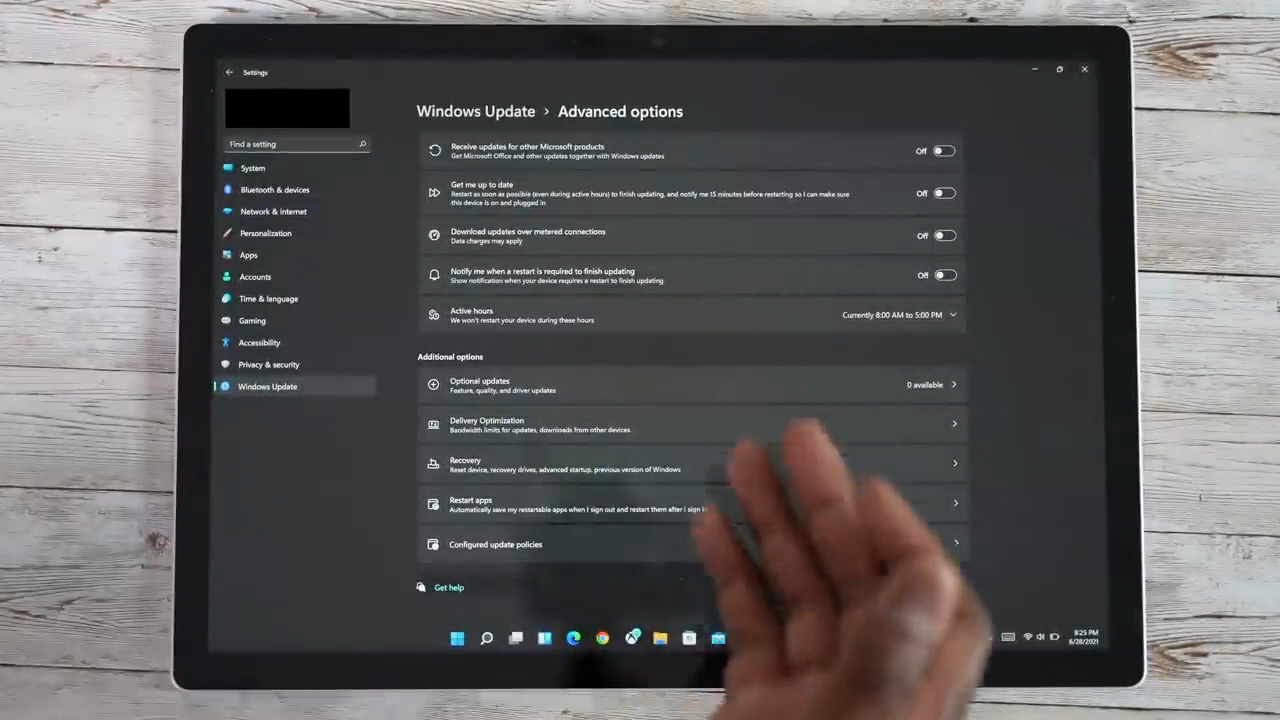 Settings
Windows Update > Advanced options
Find a setting
System
Bluetooth & devices
Network & internet
Personalization
Apps
Accounts
Time & language
Gaming
Accessibility
Privacy & security
Windows Update
Receive updates for other Microsoft products
Get Microsoft Office and other updates together with Windows updates
Off
Get me up to date
Restart as soon as possible (even during active hours) to finish updating, and notify me 15 minutes before restarting so I can make sure
this device is on and plugged in
Off
Download updates over metered connections
Data charges may apply
Off
Notify me when a restart is required to finish updating
Show notification when your device requires a restart to finish updating
Off
Active hours
We won't restart your device during these hours
Currently 8:00 AM to 5:00 PM
Additional options
Optional updates
Feature, quality, and driver updates
0 available
Delivery Optimization
Bandwidth limits for updates, downloads from other devices
Recovery
Reset device, recovery drives, advanced startup, previous version of Windows
Restart apps
Automatically save my restartable apps when I sign out and restart them after I sign
Configured update policies
Get help
8:25 PM
6/28/2021